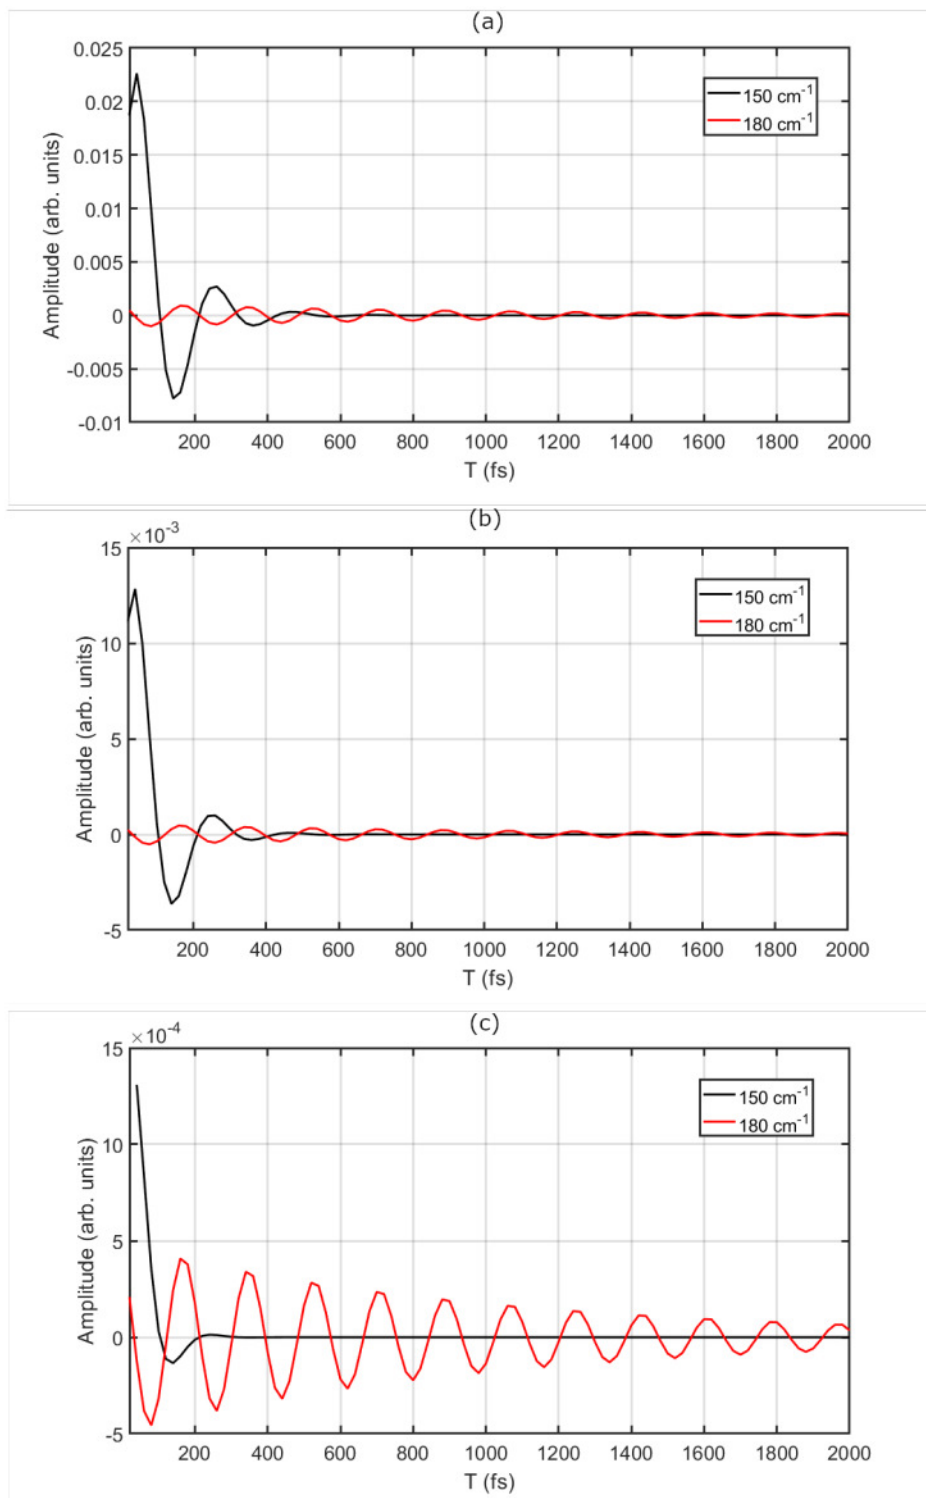 (a)
0.025
0.02
0.015
0.01
0.005
0
-0.005
-0.01
Amplitude (arb. units)
150 cm⁻¹
180 cm⁻¹
200 400 600 800 1000 1200 1400 1600 1800 2000
T (fs)
(b)
×10⁻³
15
10
5
0
-5
Amplitude (arb. units)
150 cm⁻¹
180 cm⁻¹
200 400 600 800 1000 1200 1400 1600 1800 2000
T (fs)
(c)
×10⁻⁴
15
10
5
0
-5
Amplitude (arb. units)
150 cm⁻¹
180 cm⁻¹
200 400 600 800 1000 1200 1400 1600 1800 2000
T (fs)